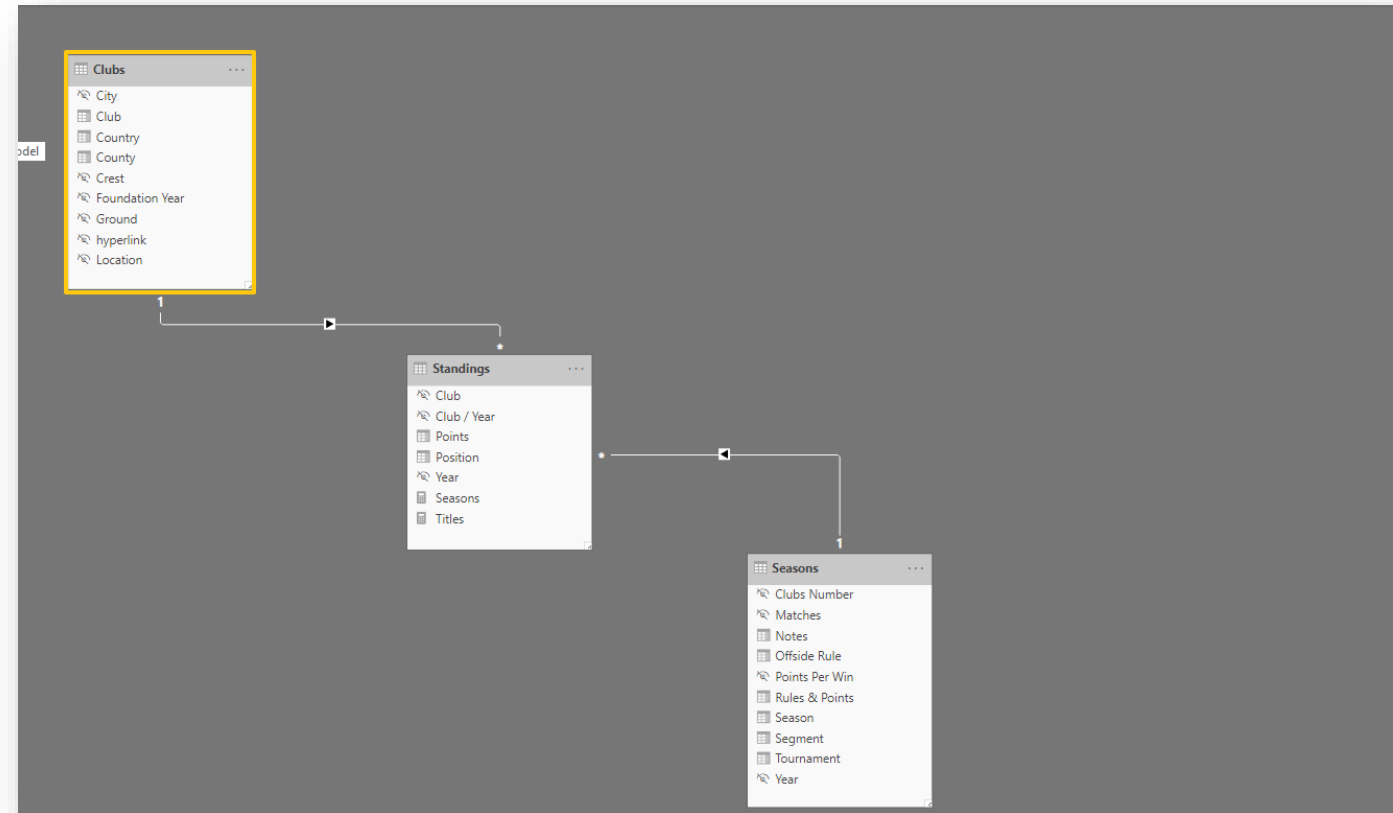 Clubs ...
City
Club
Country
County
Crest
Foundation Year
Ground
hyperlink
Location
odel
1
*
Standings ...
Club
Club / Year
Points
Position
Year
Seasons
Titles
*
1
Seasons ...
Clubs Number
Matches
Notes
Offside Rule
Points Per Win
Rules & Points
Season
Segment
Tournament
Year